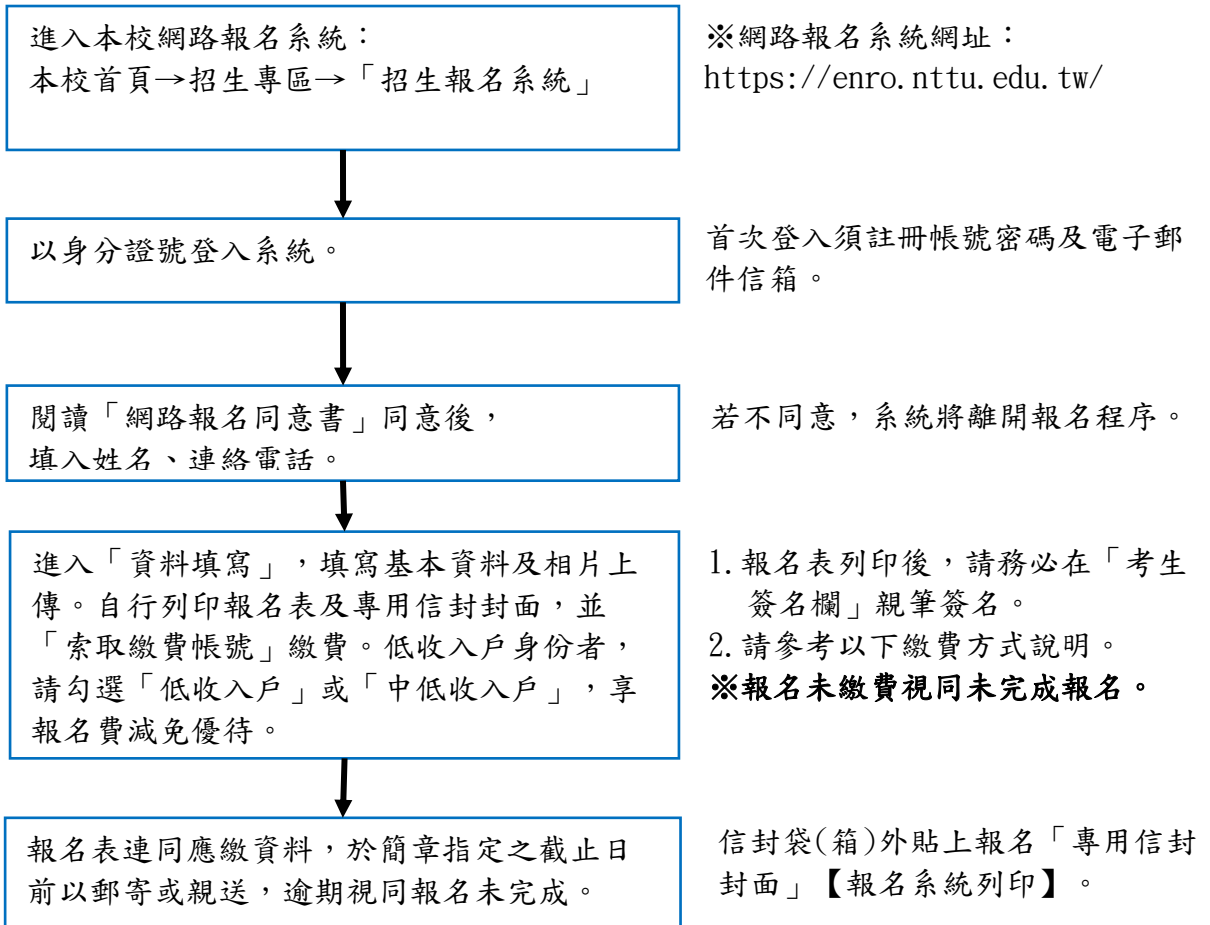 進入本校網路報名系統：
本校首頁→招生專區→「招生報名系統」
※網路報名系統網址：
https://enro.nttu.edu.tw/
以身分證號登入系統。
首次登入須註冊帳號密碼及電子郵
件信箱。
閱讀「網路報名同意書」同意後，
填入姓名、連絡電話。
若不同意，系統將離開報名程序。
進入「資料填寫」，填寫基本資料及相片上
傳。自行列印報名表及專用信封封面，並
「索取繳費帳號」繳費。低收入戶身份者，
請勾選「低收入戶」或「中低收入戶」，享
報名費減免優待。
1.報名表列印後，請務必在「考生
簽名欄」親筆簽名。
2.請參考以下繳費方式說明。
※報名未繳費視同未完成報名。
報名表連同應繳資料，於簡章指定之截止日
前以郵寄或親送，逾期視同報名未完成。
信封袋(箱)外貼上報名「專用信封
封面」【報名系統列印】。